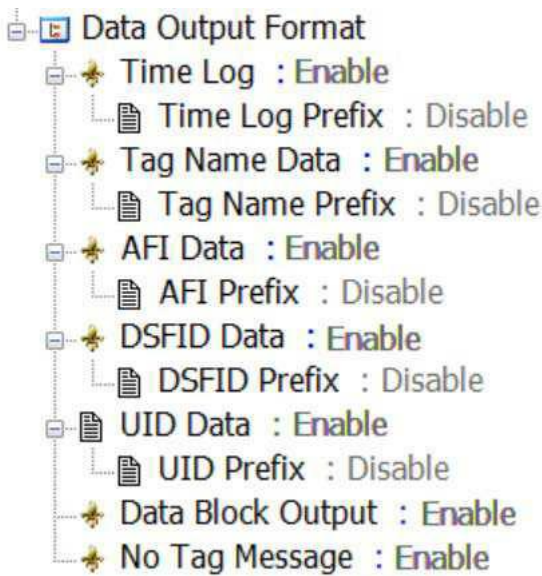 Data Output Format
Time Log : Enable
Time Log Prefix : Disable
Tag Name Data : Enable
Tag Name Prefix : Disable
AFI Data : Enable
AFI Prefix : Disable
DSFID Data : Enable
DSFID Prefix : Disable
UID Data : Enable
UID Prefix : Disable
Data Block Output : Enable
No Tag Message : Enable